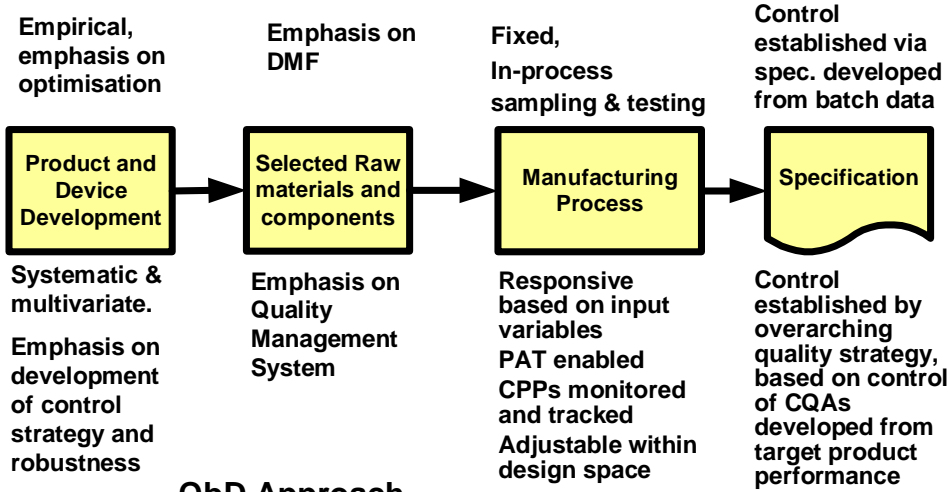 Empirical,
emphasis on
optimisation
Emphasis on
DMF
Fixed,
In-process
sampling & testing
Control
established via
spec. developed
from batch data
Product and
Device
Development
Selected Raw
materials and
components
Manufacturing
Process
Specification
Systematic &
multivariate.
Emphasis on
development
of control
strategy and
robustness
Emphasis on
Quality
Management
System
Responsive
based on input
variables
PAT enabled
CPPs monitored
and tracked
Adjustable within
design space
Control
established by
overarching
quality strategy,
based on control
of CQAs
developed from
target product
performance
QbD Approach